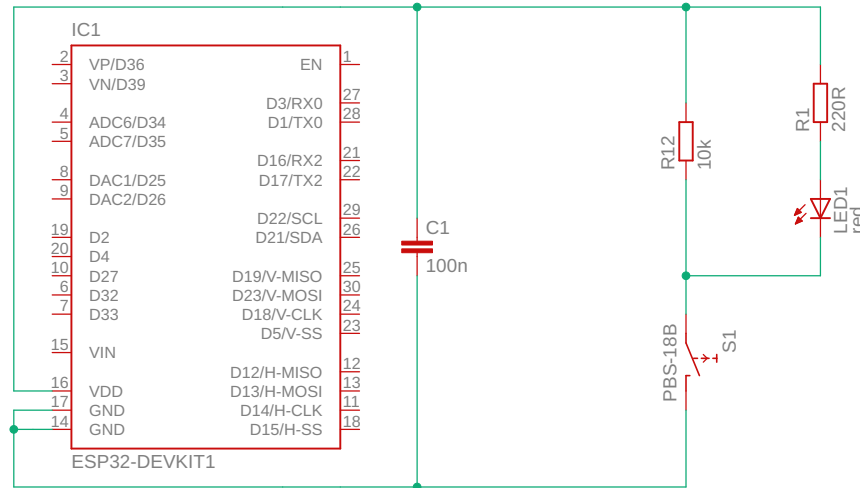 IC1
2 VP/D36 EN 1
3 VN/D39
D3/RX0 27
4 ADC6/D34 D1/TX0 28
5 ADC7/D35
D16/RX2 21
8 DAC1/D25 D17/TX2 22
9 DAC2/D26
D22/SCL 29
19 D2 D21/SDA 26
20 D4
10 D27 D19/V-MISO 25
6 D32 D23/V-MOSI 30
7 D33 D18/V-CLK 24
D5/V-SS 23
15 VIN
D12/H-MISO 12
16 VDD D13/H-MOSI 13
17 GND D14/H-CLK 11
14 GND D15/H-SS 18
ESP32-DEVKIT1
C1
100n
R12
10k
R1
220R
LED1
red
PBS-18B
S1